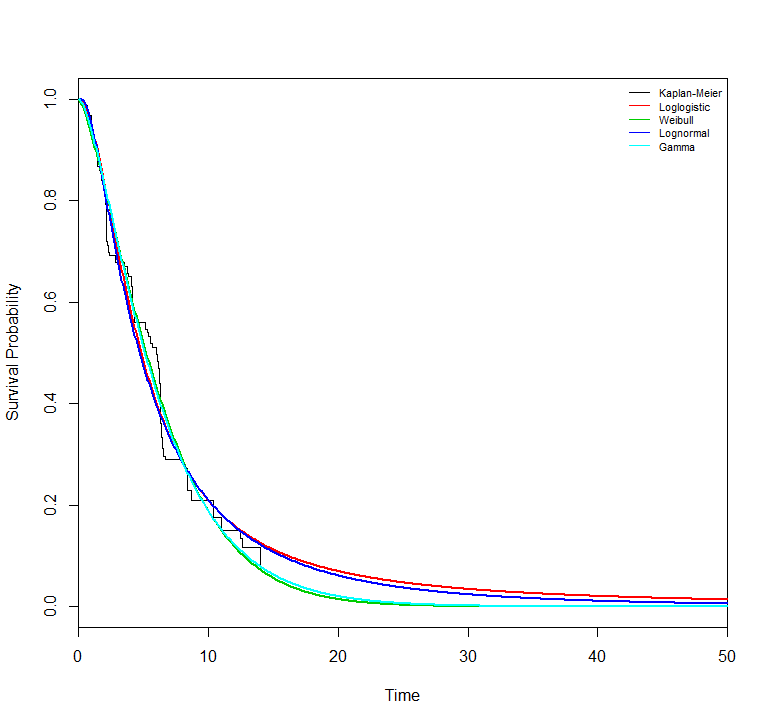 Kaplan-Meier
Loglogistic
Weibull
Lognormal
Gamma
Survival Probability
1.0
0.8
0.6
0.4
0.2
0.0
0 10 20 30 40 50
Time